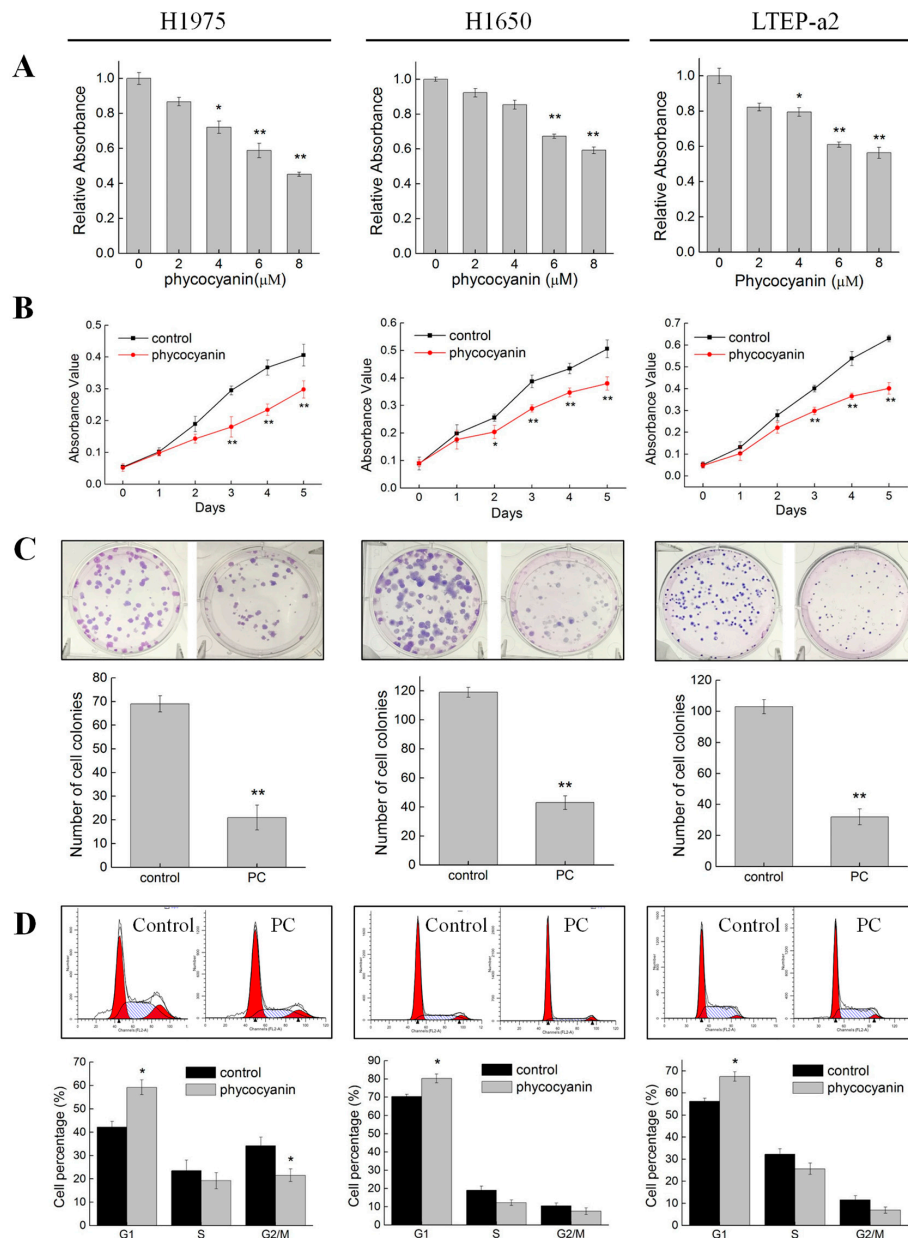 H1975 H1650 LTEP-a2
A
Relative Absorbance
1.0
0.8
0.6
0.4
0.2
0.0
* ** **
0 2 4 6 8
phycocyanin(μM)
Relative Absorbance
1.0
0.8
0.6
0.4
0.2
0.0
** **
0 2 4 6 8
phycocyanin(μM)
Relative Absorbance
1.0
0.8
0.6
0.4
0.2
0.0
* ** **
0 2 4 6 8
Phycocyanin (μM)
B
Absorbance Value
0.5
0.4
0.3
0.2
0.1
0.0
control
phycocyanin
** ** **
0 1 2 3 4 5
Days
Absorbance Value
0.6
0.5
0.4
0.3
0.2
0.1
0.0
control
phycocyanin
* ** ** **
0 1 2 3 4 5
Days
Absorbance Value
0.7
0.6
0.4
0.3
0.1
0.0
control
phycocyanin
** ** **
0 1 2 3 4 5
Days
C
Number of cell colonies
80
70
60
50
40
30
20
10
0
**
control PC
Number of cell colonies
120
100
80
60
40
20
0
**
control PC
Number of cell colonies
120
100
80
60
40
20
0
**
control PC
D
Control PC
Control PC
Control PC
Cell percentage (%)
70
60
50
40
30
20
10
0
control
phycocyanin
* *
G1 S G2/M
Cell percentage (%)
90
80
70
60
50
40
30
20
10
0
control
phycocyanin
*
G1 S G2/M
Cell percentage (%)
80
70
60
50
40
30
20
10
0
control
phycocyanin
*
G1 S G2/M